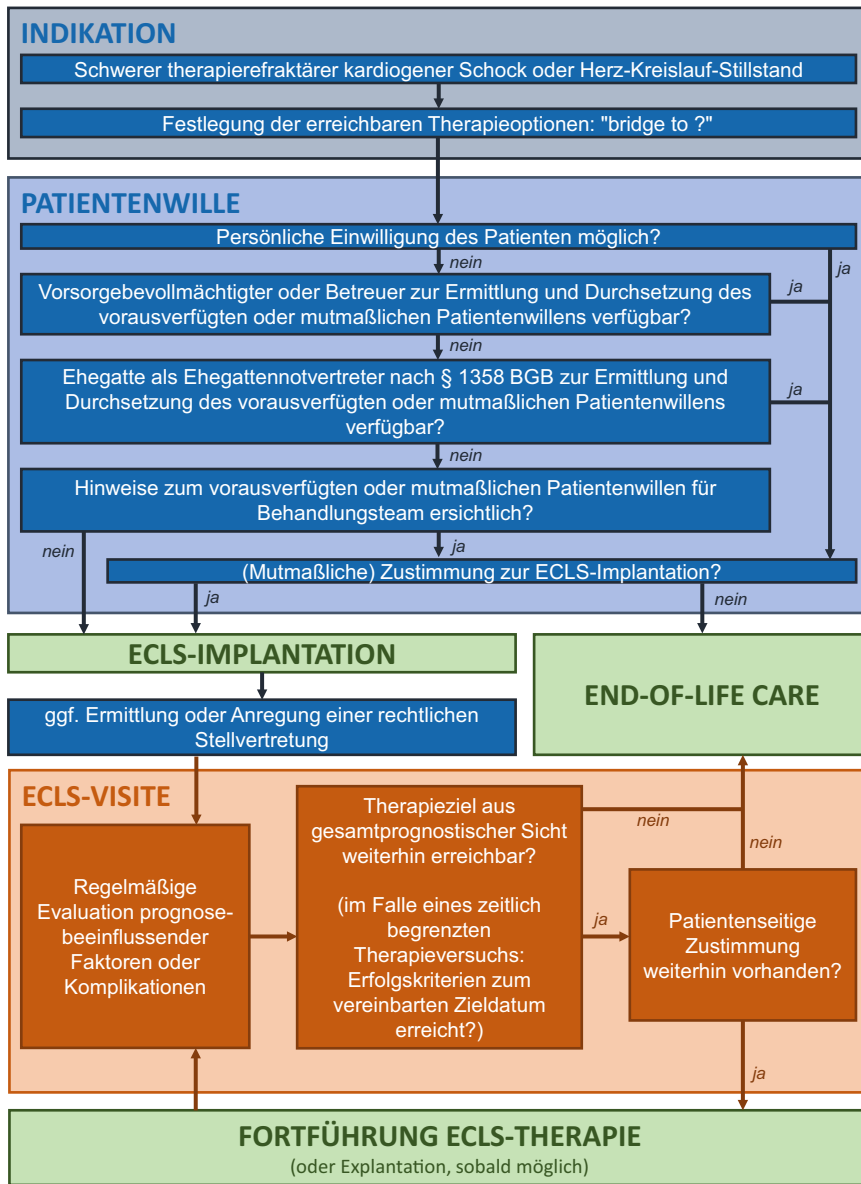 INDIKATION
Schwerer therapierefraktärer kardiogener Schock oder Herz-Kreislauf-Stillstand
Festlegung der erreichbaren Therapieoptionen: "bridge to ?"
PATIENTENWILLE
Persönliche Einwilligung des Patienten möglich?
ja
nein
Vorsorgebevollmächtigter oder Betreuer zur Ermittlung und Durchsetzung des
vorausverfügten oder mutmaßlichen Patientenwillens verfügbar?
ja
nein
Ehegatte als Ehegattennotvertreter nach § 1358 BGB zur Ermittlung und
Durchsetzung des vorausverfügten oder mutmaßlichen Patientenwillens
verfügbar?
ja
nein
Hinweise zum vorausverfügten oder mutmaßlichen Patientenwillen für
Behandlungsteam ersichtlich?
nein
ja
(Mutmaßliche) Zustimmung zur ECLS-Implantation?
ja
nein
ECLS-IMPLANTATION
END-OF-LIFE CARE
ggf. Ermittlung oder Anregung einer rechtlichen
Stellvertretung
ECLS-VISITE
Regelmäßige
Evaluation prognose-
beeinflussender
Faktoren oder
Komplikationen
Therapieziel aus
gesamtprognostischer Sicht
weiterhin erreichbar?
(im Falle eines zeitlich
begrenzten
Therapieversuchs:
Erfolgskriterien zum
vereinbarten Zieldatum
erreicht?)
nein
ja
nein
Patientenseitige
Zustimmung
weiterhin vorhanden?
ja
FORTFÜHRUNG ECLS-THERAPIE
(oder Explantation, sobald möglich)